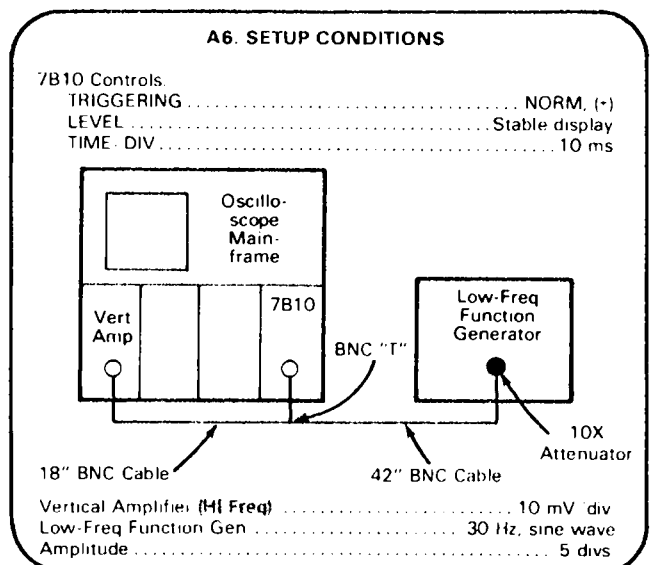 A6. SETUP CONDITIONS
7B10 Controls.
TRIGGERING ........................................ NORM, (+)
LEVEL ........................................ Stable display
TIME DIV ........................................ 10 ms
Oscillo-
scope
Main-
frame
Vert
Amp
7B10
BNC "T"
Low-Freq
Function
Generator
10X
Attenuator
18" BNC Cable
42" BNC Cable
Vertical Amplifier (HI Freq) ........................ 10 mV div
Low-Freq Function Gen ........................ 30 Hz, sine wave
Amplitude ........................................ 5 divs